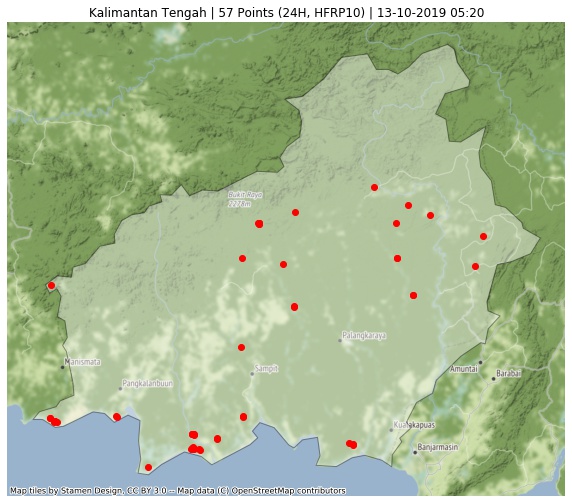 Kalimantan Tengah | 57 Points (24H, HFRP10) | 13-10-2019 05:20
Bukit Raya
2278m
Palangkaraya
Manismata
Sampit
Amuntai
Barabai
Pangkalanbuun
Kualakapuas
Banjarmasin
Map tiles by Stamen Design, CC BY 3.0 -- Map data (C) OpenStreetMap contributors